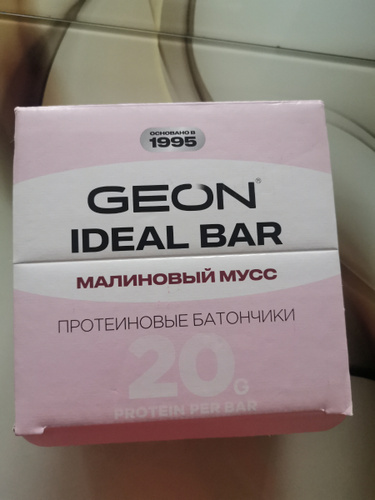 ОСНОВАНО В
1995
GEON®
IDEAL BAR
МАЛИНОВЫЙ МУСС
ПРОТЕИНОВЫЕ БАТОНЧИКИ
20G
PROTEIN PER BAR